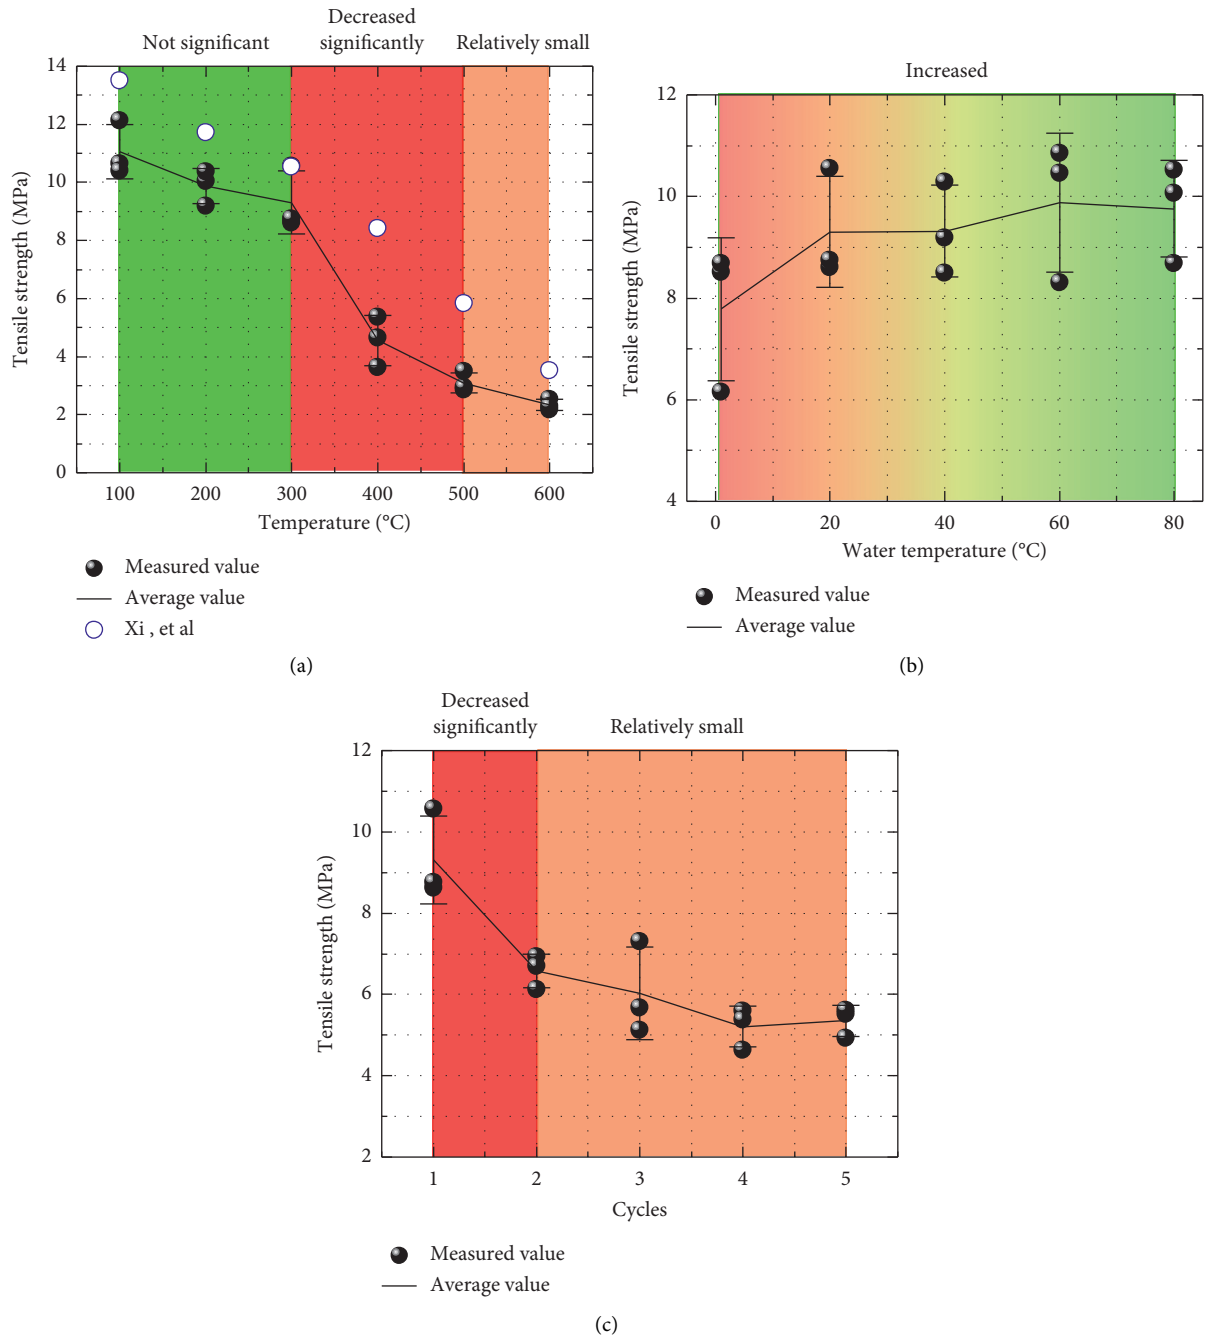 Not significant
Decreased
significantly
Relatively small
14
12
10
8
6
4
2
0
Tensile strength (MPa)
100 200 300 400 500 600
Temperature (°C)
Measured value
Average value
Xi , et al
(a)
Increased
12
10
8
6
4
Tensile strength (MPa)
0 20 40 60 80
Water temperature (°C)
Measured value
Average value
(b)
Decreased
significantly
Relatively small
12
10
8
6
4
2
Tensile strength (MPa)
1 2 3 4 5
Cycles
Measured value
Average value
(c)